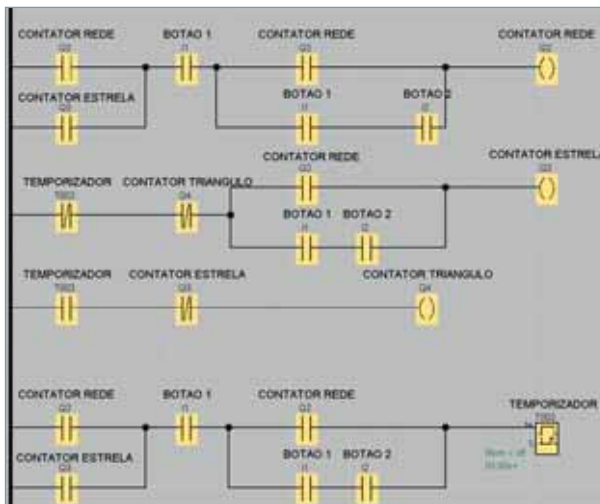 CONTATOR REDE BOTAO 1 CONTATOR REDE CONTATOR REDE
Q2 I1 Q2 Q2
CONTATOR ESTRELA BOTAO 1 BOTAO 2
Q3 I1 I2
CONTATOR REDE CONTATOR ESTRELA
Q2 Q3
TEMPORIZADOR CONTATOR TRIANGULO
T003 Q4
BOTAO 1 BOTAO 2
I1 I2
TEMPORIZADOR CONTATOR ESTRELA CONTATOR TRIANGULO
T003 Q3 Q4
CONTATOR REDE BOTAO 1 CONTATOR REDE TEMPORIZADOR
Q2 I1 Q2 T003
CONTATOR ESTRELA BOTAO 1 BOTAO 2
Q3 I1 I2